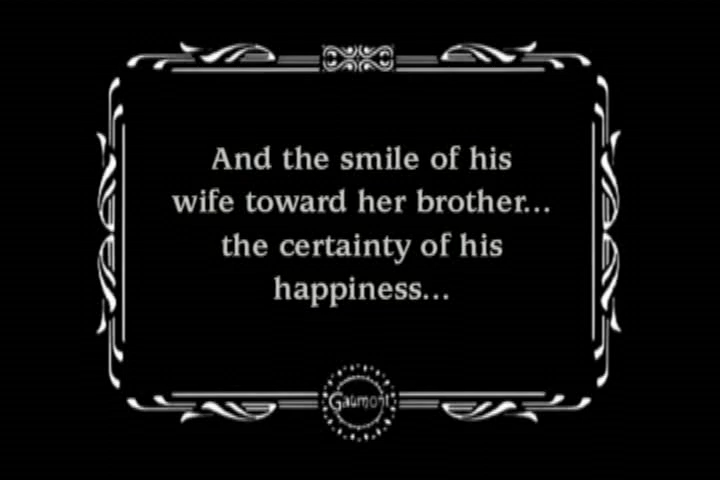 And the smile of his
wife toward her brother...
the certainty of his
happiness...
Gaumont